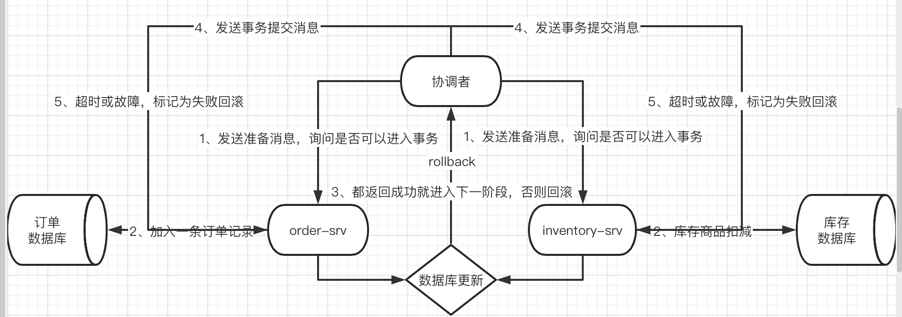 4、发送事务提交消息
4、发送事务提交消息
协调者
5、超时或故障，标记为失败回滚
5、超时或故障，标记为失败回滚
1、发送准备消息，询问是否可以进入事务
1、发送准备消息，询问是否可以进入事务
rollback
3、都返回成功就进入下一阶段，否则回滚
订单
数据库
2、加入一条订单记录
order-srv
inventory-srv
2、库存商品扣减
库存
数据库
数据库更新